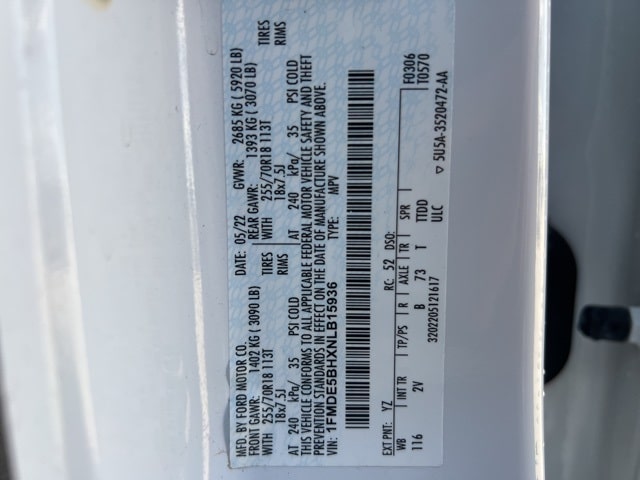 MFD. BY FORD MOTOR CO.
DATE: 05/22 GVWR: 2685 KG ( 5920 LB)
FRONT GAWR: 1402 KG ( 3090 LB) REAR GAWR: 1393 KG ( 3070 LB)
WITH 255/70R18 113T TIRES WITH 255/70R18 113T TIRES
18x7.5J RIMS 18x7.5J RIMS
AT 240 kPa/ 35 PSI COLD AT 240 kPa/ 35 PSI COLD
THIS VEHICLE CONFORMS TO ALL APPLICABLE FEDERAL MOTOR VEHICLE SAFETY AND THEFT
PREVENTION STANDARDS IN EFFECT ON THE DATE OF MANUFACTURE SHOWN ABOVE.
VIN: 1FMDE5BHXNLB15936 TYPE: MPV
EXT PNT: YZ RC: 52 DSO: F0306
T0570
WB INT TR TP/PS R AXLE TR SPR
116 2V B 73 T TTDD
ULC
3202205121617 ▽ 5U5A-3520472-AA